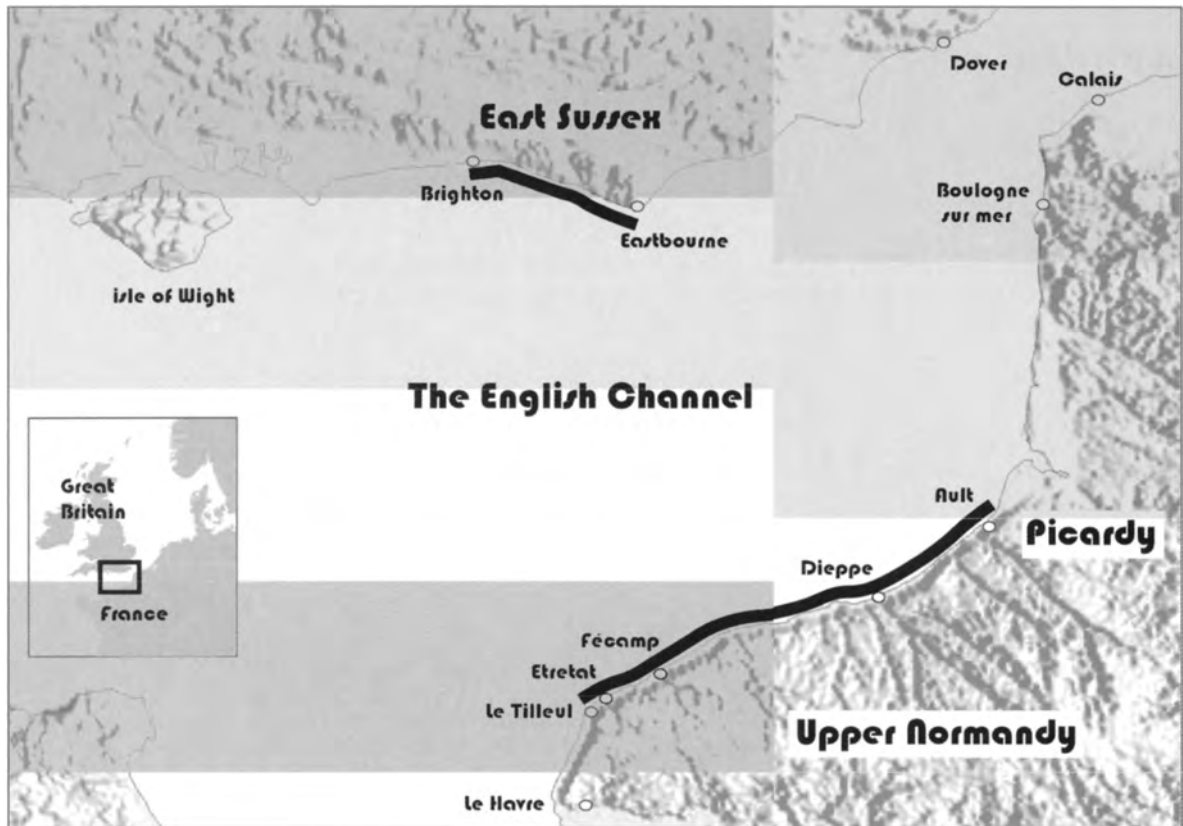 Dover
Calais
East Sussex
Brighton
Boulogne
sur mer
Eastbourne
isle of Wight
The English Channel
Great
Britain
France
Ault
Picardy
Dieppe
Fécamp
Etretat
Le Tilleul
Upper Normandy
Le Havre